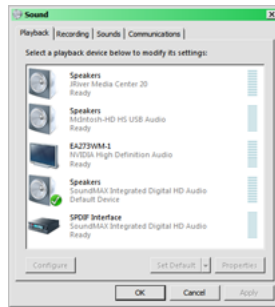 Sound
Playback
Recording
Sounds
Communications
Select a playback device below to modify its settings:
Speakers
JRiver Media Center 20
Ready
Speakers
McIntosh-HD HS USB Audio
Ready
EA273WM-1
NVIDIA High Definition Audio
Ready
Speakers
SoundMAX Integrated Digital HD Audio
Default Device
SPDIF Interface
SoundMAX Integrated Digital HD Audio
Ready
Configure
Set Default
Properties
OK
Cancel
Apply